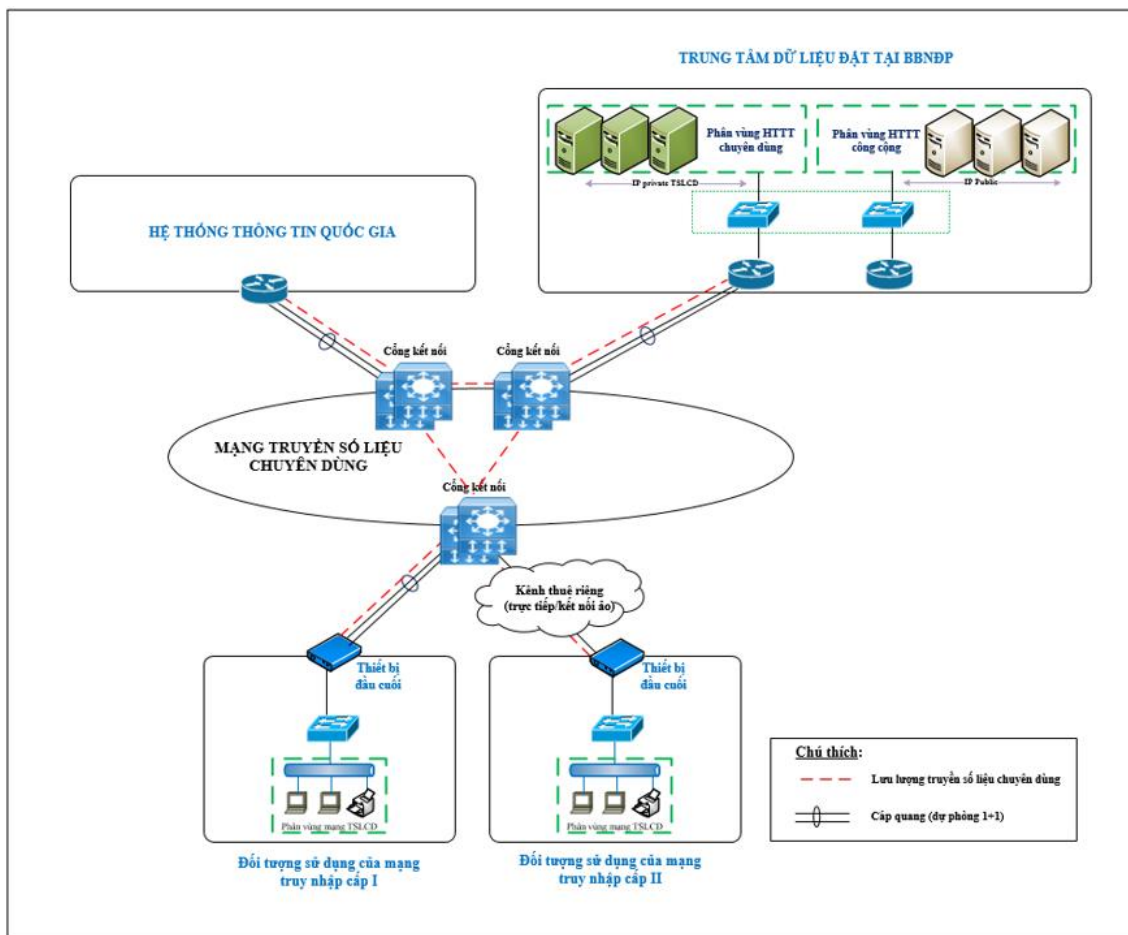 TRUNG TÂM DỮ LIỆU ĐẶT TẠI BBNĐP
Phân vùng HTTT
chuyên dùng
Phân vùng HTTT
công cộng
IP private TSLCD
IP Public
HỆ THỐNG THÔNG TIN QUỐC GIA
Cổng kết nối
Cổng kết nối
MẠNG TRUYỀN SỐ LIỆU
CHUYÊN DÙNG
Cổng kết nối
Kênh thuê riêng
(trực tiếp/kết nối ảo)
Thiết bị
đầu cuối
Thiết bị
đầu cuối
Phân vùng mạng TSLCD
Phân vùng mạng TSLCD
Chú thích:
Lưu lượng truyền số liệu chuyên dùng
Cáp quang (dự phòng 1+1)
Đối tượng sử dụng của mạng
truy nhập cấp I
Đối tượng sử dụng của mạng
truy nhập cấp II